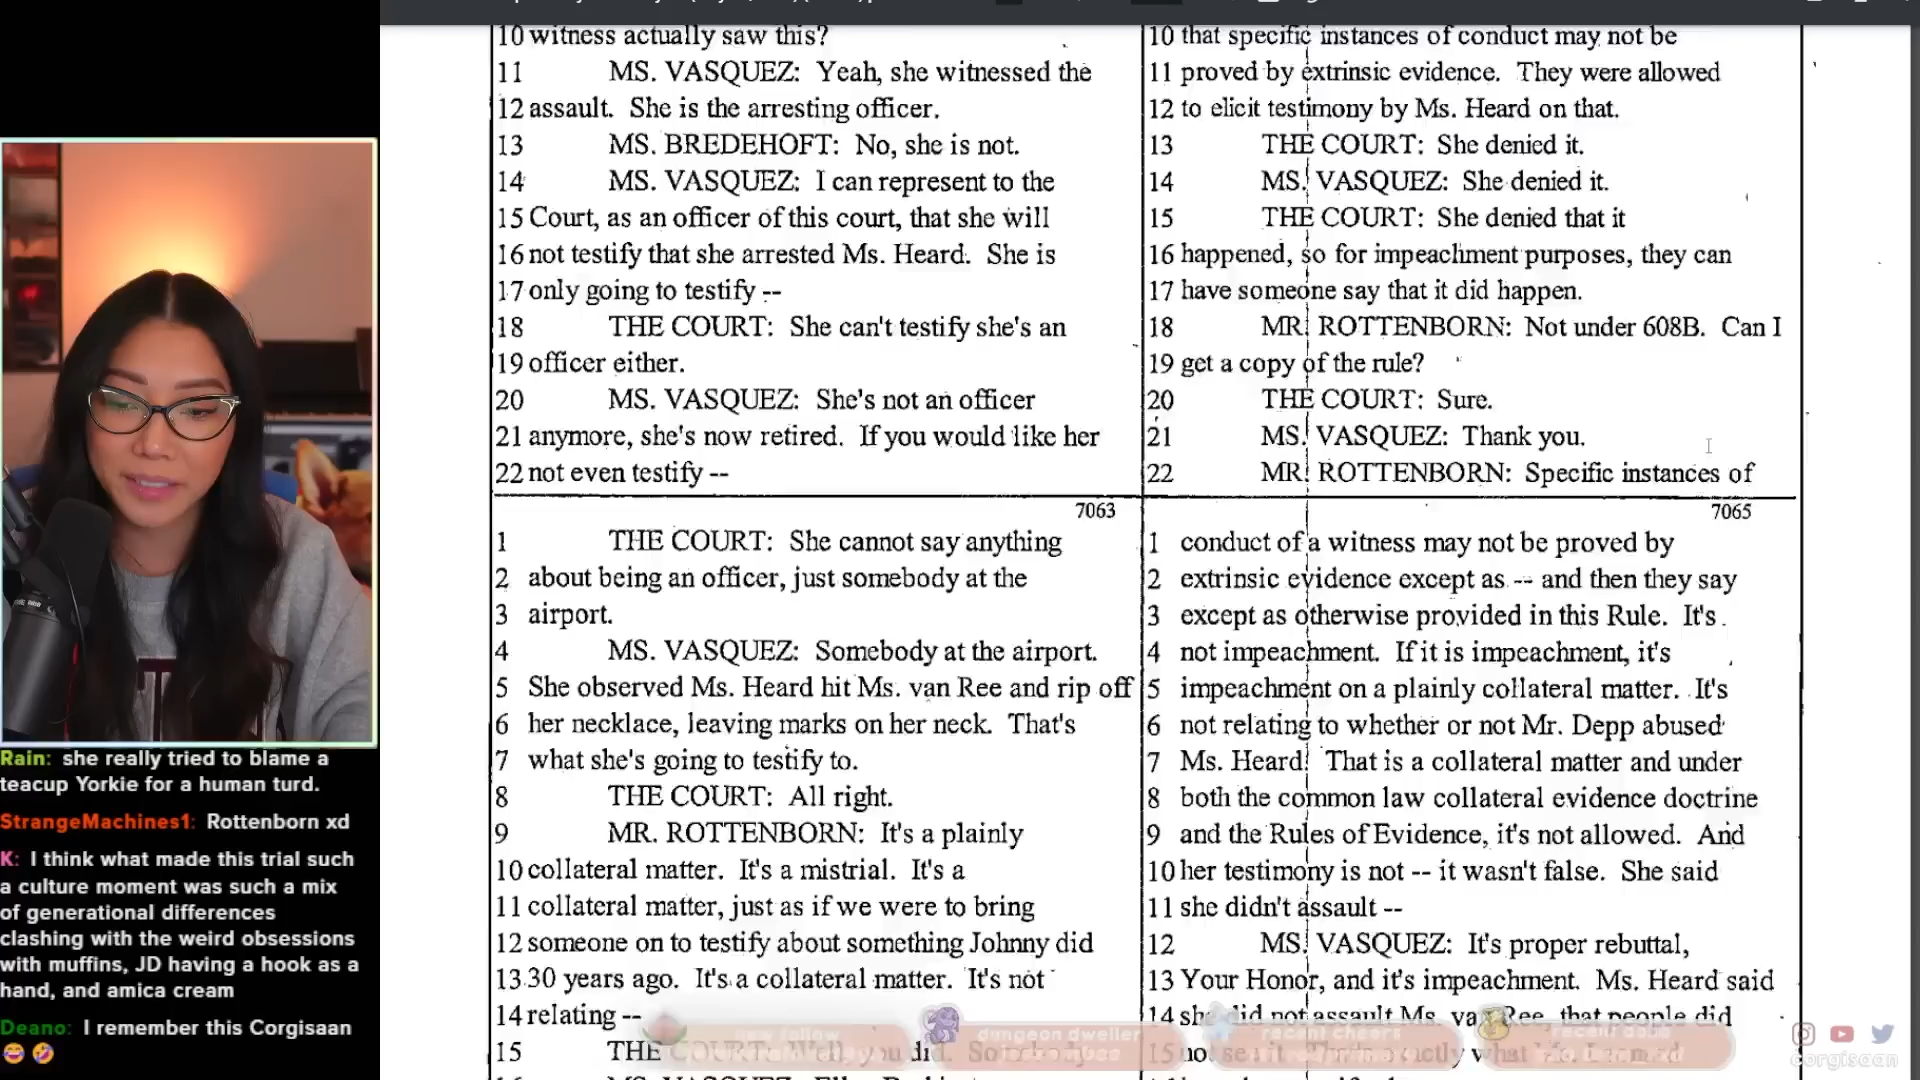 10 witness actually saw this?
11 MS. VASQUEZ: Yeah, she witnessed the
12 assault. She is the arresting officer.
13 MS. BREDEHOFT: No, she is not.
14 MS. VASQUEZ: I can represent to the
15 Court, as an officer of this court, that she will
16 not testify that she arrested Ms. Heard. She is
17 only going to testify --
18 THE COURT: She can't testify she's an
19 officer either.
20 MS. VASQUEZ: She's not an officer
21 anymore, she's now retired. If you would like her
22 not even testify --
7063
1 THE COURT: She cannot say anything
2 about being an officer, just somebody at the
3 airport.
4 MS. VASQUEZ: Somebody at the airport.
5 She observed Ms. Heard hit Ms. van Ree and rip off
6 her necklace, leaving marks on her neck. That's
7 what she's going to testify to.
8 THE COURT: All right.
9 MR. ROTTENBORN: It's a plainly
10 collateral matter. It's a mistrial. It's a
11 collateral matter, just as if we were to bring
12 someone on to testify about something Johnny did
13 30 years ago. It's a collateral matter. It's not
14 relating --
15 THE COURT: Well, you did.
10 that specific instances of conduct may not be
11 proved by extrinsic evidence. They were allowed
12 to elicit testimony by Ms. Heard on that.
13 THE COURT: She denied it.
14 MS. VASQUEZ: She denied it.
15 THE COURT: She denied that it
16 happened, so for impeachment purposes, they can
17 have someone say that it did happen.
18 MR. ROTTENBORN: Not under 608B. Can I
19 get a copy of the rule?
20 THE COURT: Sure.
21 MS. VASQUEZ: Thank you.
22 MR. ROTTENBORN: Specific instances of
7065
1 conduct of a witness may not be proved by
2 extrinsic evidence except as -- and then they say
3 except as otherwise provided in this Rule. It's
4 not impeachment. If it is impeachment, it's
5 impeachment on a plainly collateral matter. It's
6 not relating to whether or not Mr. Depp abused
7 Ms. Heard. That is a collateral matter and under
8 both the common law collateral evidence doctrine
9 and the Rules of Evidence, it's not allowed. And
10 her testimony is not -- it wasn't false. She said
11 she didn't assault --
12 MS. VASQUEZ: It's proper rebuttal,
13 Your Honor, and it's impeachment. Ms. Heard said
14 she did not assault Ms. van Ree, that people did
15 not
Rain: she really tried to blame a
teacup Yorkie for a human turd.
StrangeMachines1: Rottenborn xd
K: I think what made this trial such
a culture moment was such a mix
of generational differences
clashing with the weird obsessions
with muffins, JD having a hook as a
hand, and amica cream
Deano: I remember this Corgisaan
dungeon dweller
corgisaan